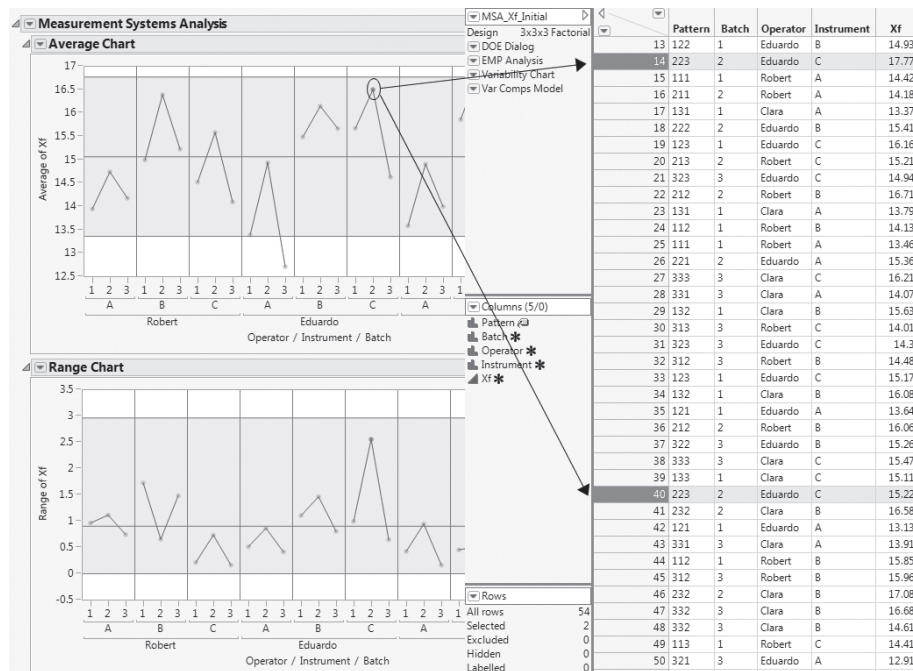 Measurement Systems Analysis
Average Chart
17
16.5
16
15.5
15
14.5
14
13.5
13
12.5
Average of Xf
1 2 3 1 2 3 1 2 3 1 2 3 1 2 3 1 2 3 1 2 3 1
A B C A B C A
Robert Eduardo
Operator / Instrument / Batch
Range Chart
3.5
3
2.5
2
1.5
1
0.5
0
-0.5
Range of Xf
1 2 3 1 2 3 1 2 3 1 2 3 1 2 3 1 2 3 1 2 3 1
A B C A B C A
Robert Eduardo
Operator / Instrument / Batch
MSA_Xf_Initial
Design 3x3x3 Factorial
DOE Dialog
EMP Analysis
Variability Chart
Var Comps Model
Columns (5/0)
Pattern
Batch
Operator
Instrument
Xf
Rows
All rows 54
Selected 2
Excluded 0
Hidden 0
Labelled 0
Pattern Batch Operator Instrument Xf
13 122 1 Eduardo B 14.93
14 223 2 Eduardo C 17.77
15 111 1 Robert A 14.42
16 211 2 Robert A 14.18
17 131 1 Clara A 13.37
18 222 2 Eduardo B 15.41
19 123 1 Eduardo C 16.16
20 213 2 Robert C 15.21
21 323 3 Eduardo C 14.94
22 212 2 Robert B 16.71
23 131 1 Clara A 13.79
24 112 1 Robert B 14.13
25 111 1 Robert A 13.46
26 221 2 Eduardo A 15.36
27 333 3 Clara C 16.21
28 331 3 Clara A 14.07
29 132 1 Clara B 15.63
30 313 3 Robert C 14.01
31 323 3 Eduardo C 14.3
32 312 3 Robert B 14.48
33 123 1 Eduardo C 15.17
34 132 1 Clara B 16.08
35 121 1 Eduardo A 13.64
36 212 2 Robert B 16.06
37 322 3 Eduardo B 15.26
38 333 3 Clara C 15.47
39 133 1 Clara C 15.11
40 223 2 Eduardo C 15.22
41 232 2 Clara B 16.58
42 121 1 Eduardo A 13.13
43 331 3 Clara A 13.91
44 112 1 Robert B 15.85
45 312 3 Robert B 15.96
46 232 2 Clara B 17.08
47 332 3 Clara B 16.68
48 332 3 Clara B 14.61
49 113 1 Robert C 14.41
50 321 3 Eduardo A 12.91